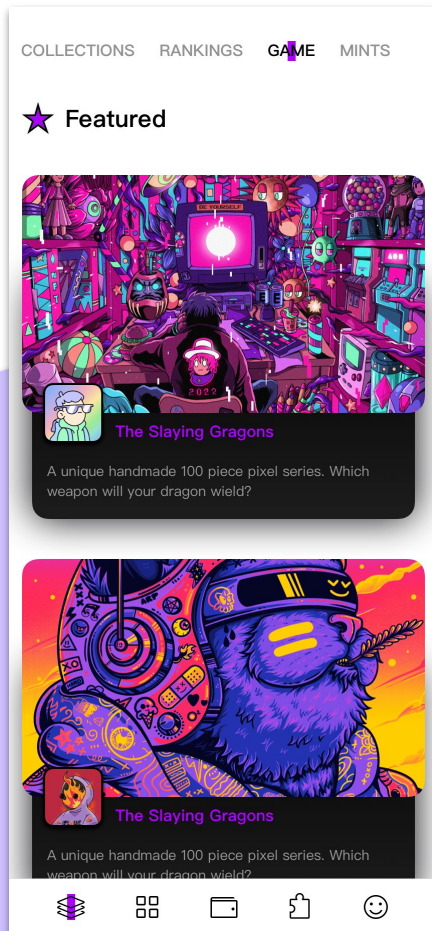 COLLECTIONS RANKINGS GAME MINTS
Featured
BE YOURSELF
2022
The Slaying Gragons
A unique handmade 100 piece pixel series. Which
weapon will your dragon wield?
ARP
The Slaying Gragons
A unique handmade 100 piece pixel series. Which
weapon will your dragon wield?